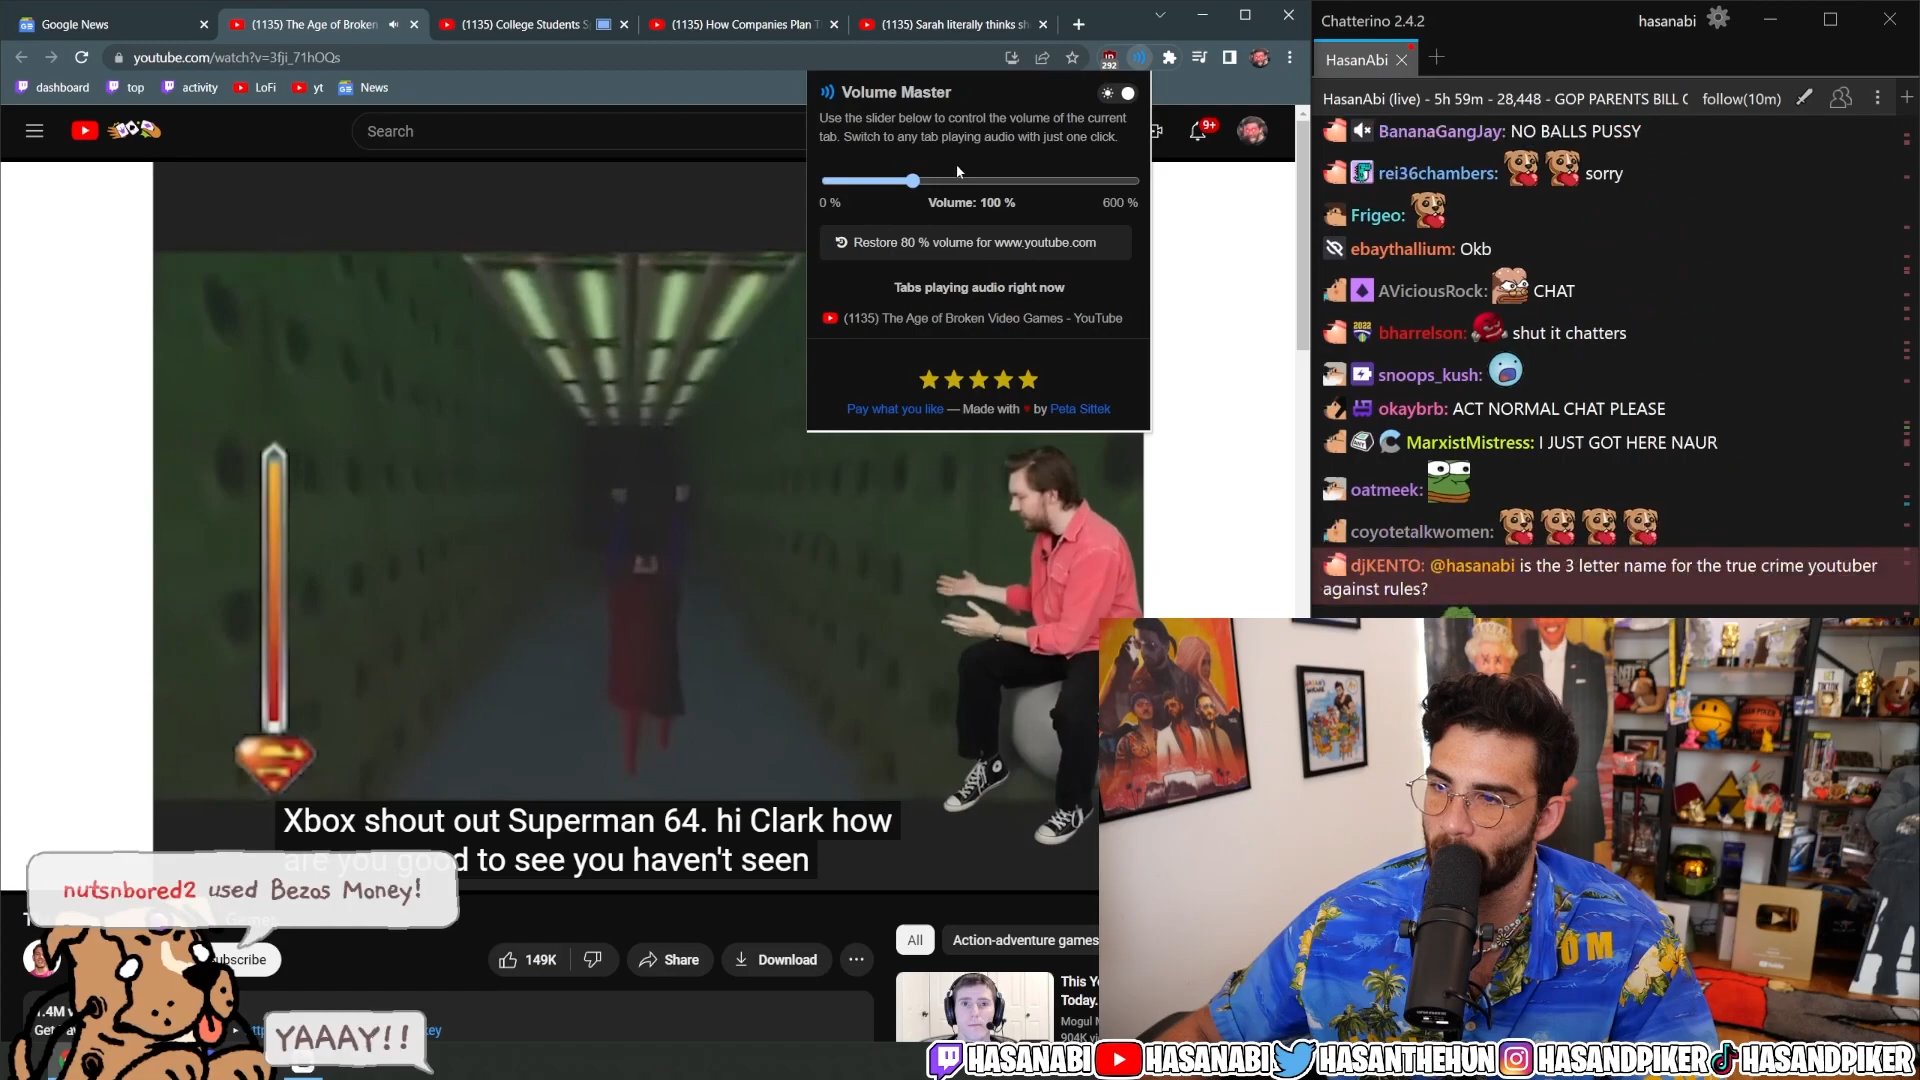 Google News
(1135) The Age of Broken
(1135) College Students S
(1135) How Companies Plan T
(1135) Sarah literally thinks sh
youtube.com/watch?v=3fji_71hOQs
292
dashboard
top
activity
LoFi
yt
News
Search
9+
Volume Master
Use the slider below to control the volume of the current
tab. Switch to any tab playing audio with just one click.
0 %
Volume: 100 %
600 %
Restore 80 % volume for www.youtube.com
Tabs playing audio right now
(1135) The Age of Broken Video Games - YouTube
Pay what you like — Made with ♥ by Peta Sittek
Xbox shout out Superman 64. hi Clark how
are you good to see you haven't seen
nutsnbored2 used Bezos Money!
YAAAY!!
149K
Share
Download
All
Action-adventure games
Today.
Chatterino 2.4.2
hasanabi
HasanAbi
HasanAbi (live) - 5h 59m - 28,448 - GOP PARENTS BILL
follow(10m)
BananaGangJay: NO BALLS PUSSY
rei36chambers: sorry
Frigeo:
ebaythallium: Okb
AViciousRock: CHAT
bharrelson: shut it chatters
snoops_kush:
okaybrb: ACT NORMAL CHAT PLEASE
MarxistMistress: I JUST GOT HERE NAUR
oatmeek:
coyotetalkwomen:
djKENTO: @hasanabi is the 3 letter name for the true crime youtuber
against rules?
HASANABI HASANABI HASANTHEHUN HASANDPIKER HASANDPIKER